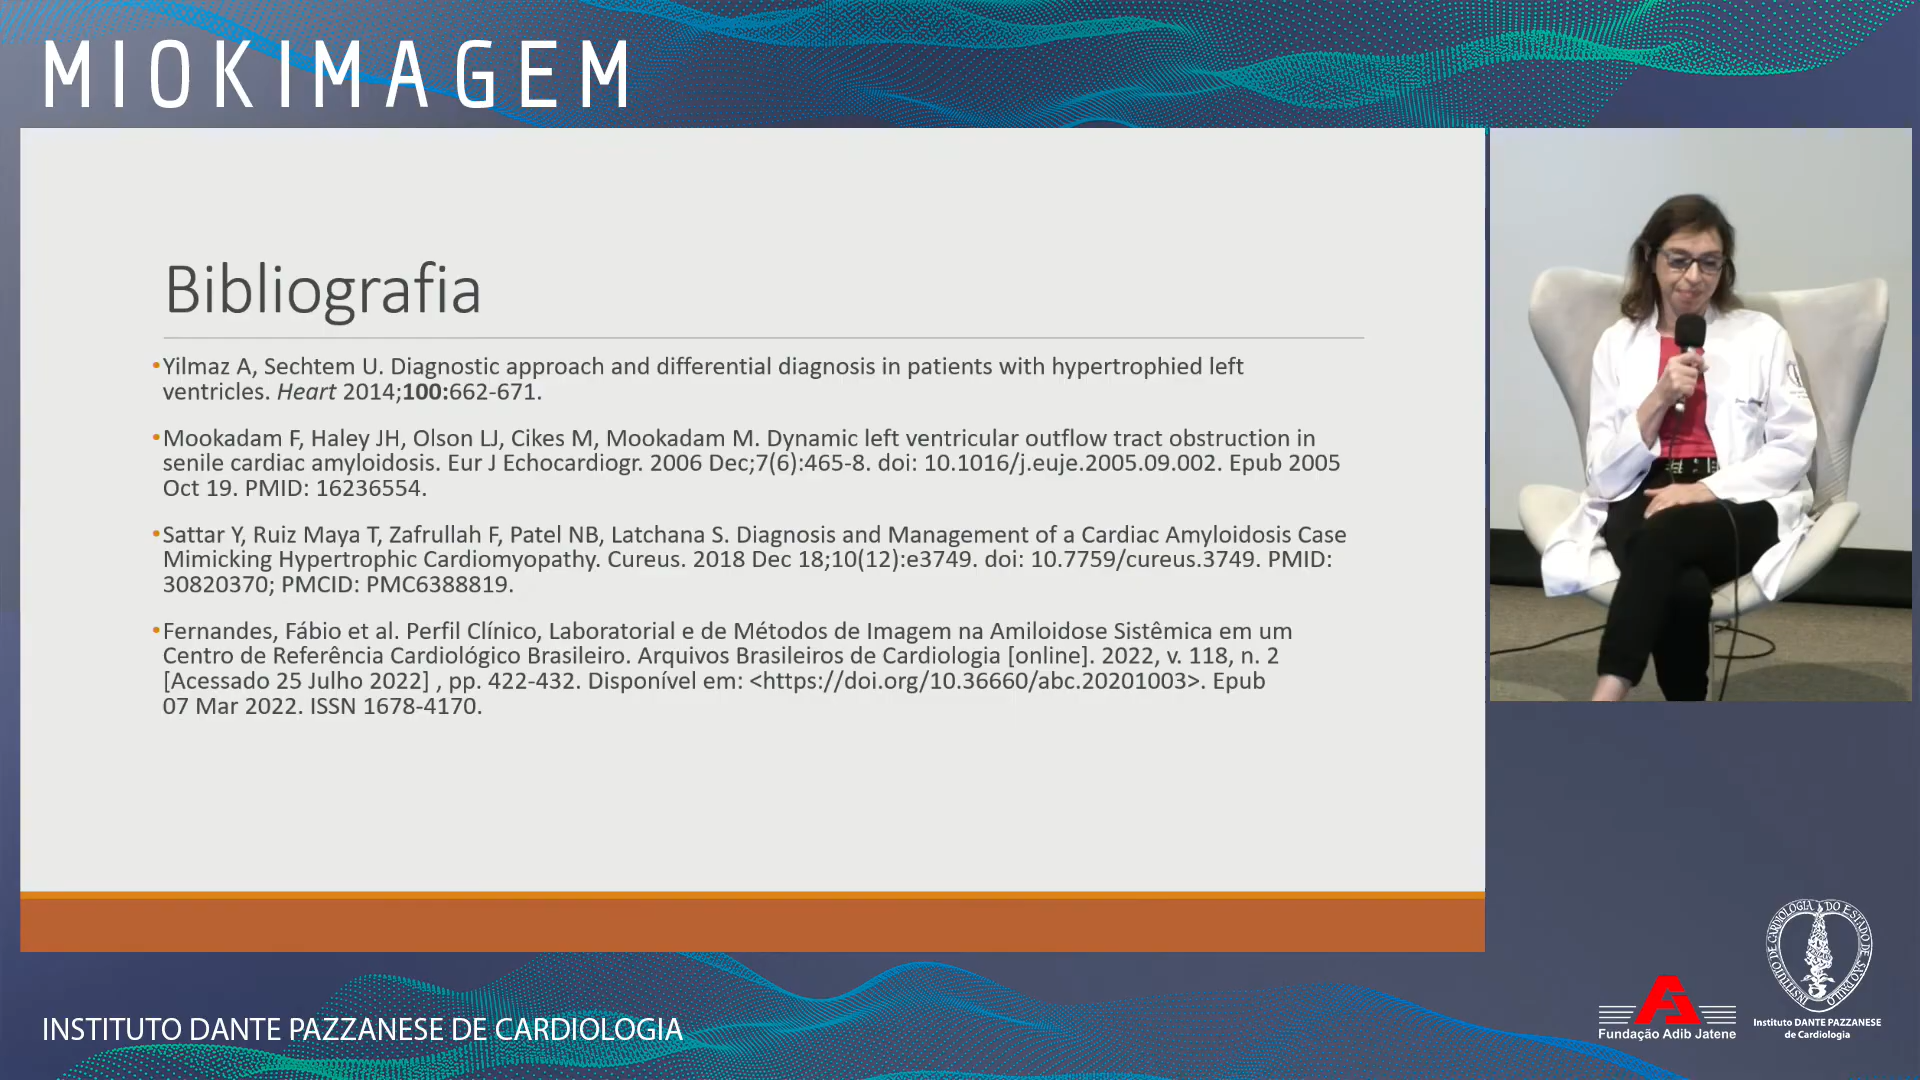 MIOKIMAGEM
Bibliografia
•Yilmaz A, Sechtem U. Diagnostic approach and differential diagnosis in patients with hypertrophied left
ventricles. Heart 2014;100:662-671.
•Mookadam F, Haley JH, Olson LJ, Cikes M, Mookadam M. Dynamic left ventricular outflow tract obstruction in
senile cardiac amyloidosis. Eur J Echocardiogr. 2006 Dec;7(6):465-8. doi: 10.1016/j.euje.2005.09.002. Epub 2005
Oct 19. PMID: 16236554.
•Sattar Y, Ruiz Maya T, Zafrullah F, Patel NB, Latchana S. Diagnosis and Management of a Cardiac Amyloidosis Case
Mimicking Hypertrophic Cardiomyopathy. Cureus. 2018 Dec 18;10(12):e3749. doi: 10.7759/cureus.3749. PMID:
30820370; PMCID: PMC6388819.
•Fernandes, Fábio et al. Perfil Clínico, Laboratorial e de Métodos de Imagem na Amiloidose Sistêmica em um
Centro de Referência Cardiológico Brasileiro. Arquivos Brasileiros de Cardiologia [online]. 2022, v. 118, n. 2
[Acessado 25 Julho 2022] , pp. 422-432. Disponível em: <https://doi.org/10.36660/abc.20201003>. Epub
07 Mar 2022. ISSN 1678-4170.
INSTITUTO DANTE PAZZANESE DE CARDIOLOGIA
Fundação Adib Jatene
INSTITUTO DE CARDIOLOGIA DO ESTADO DE SÃO PAULO
Instituto DANTE PAZZANESE
de Cardiologia